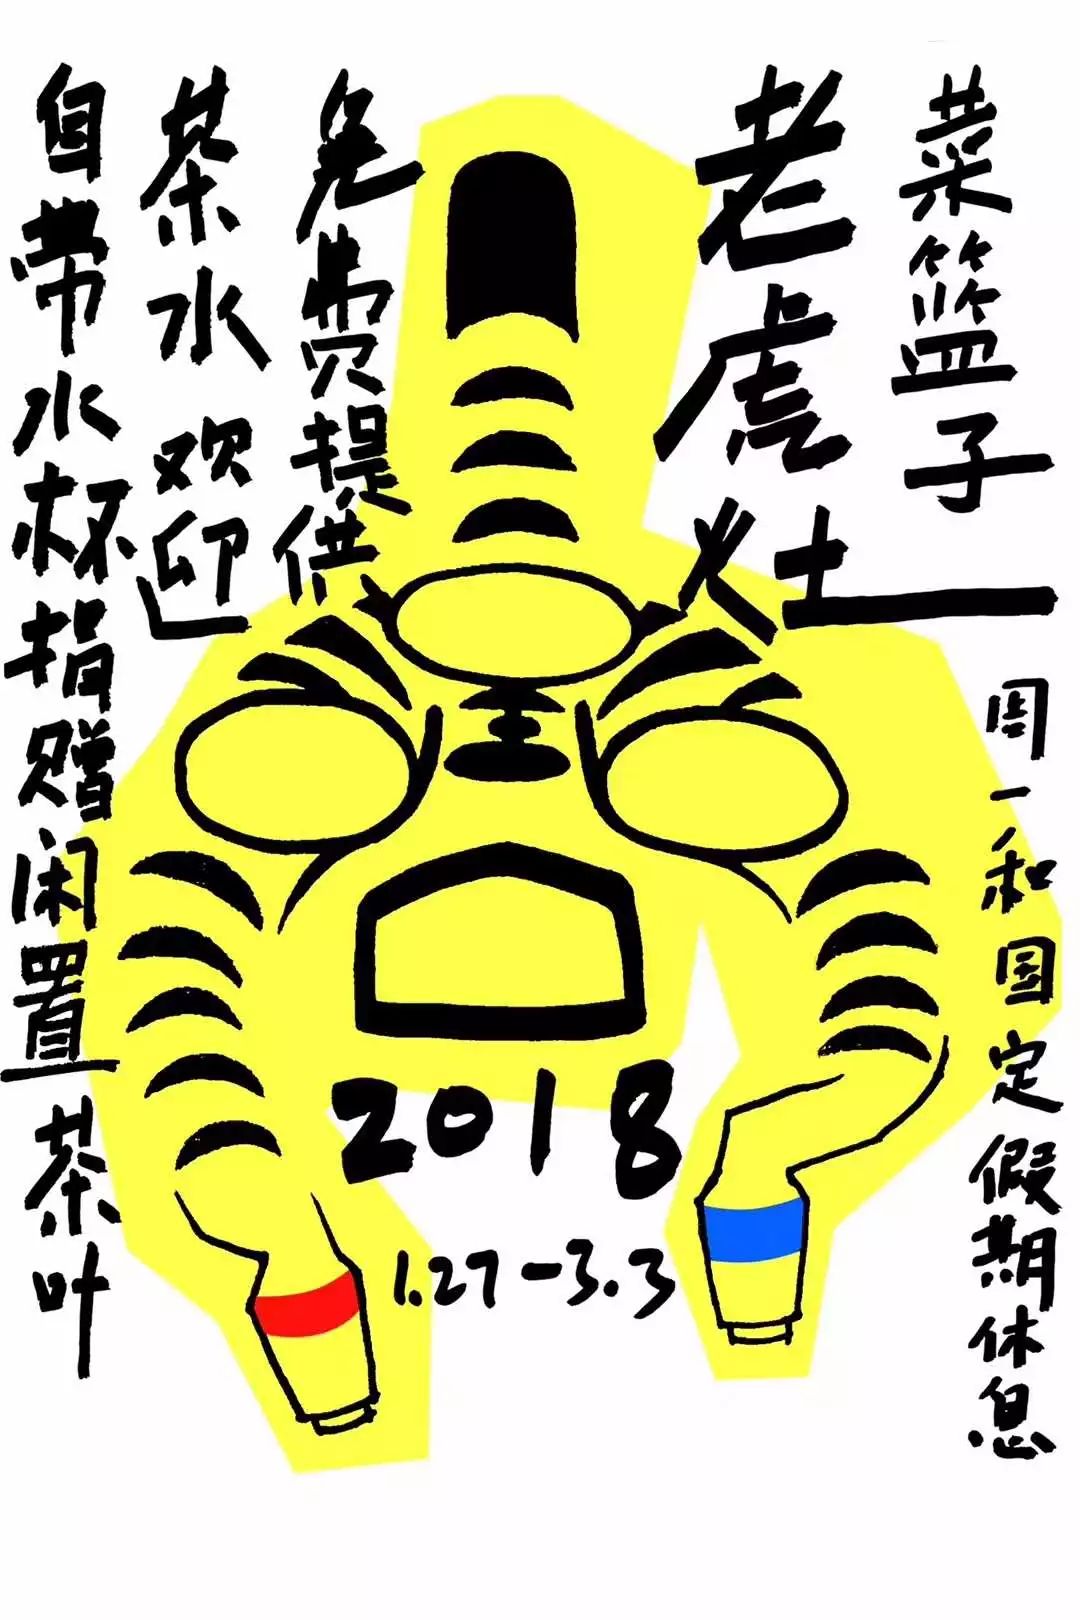 菜篮子
老虎灶
周一和国定假期休息
免费提供
茶水 欢迎
自带水杯捐赠闲置茶叶
2018
1.27-3.3